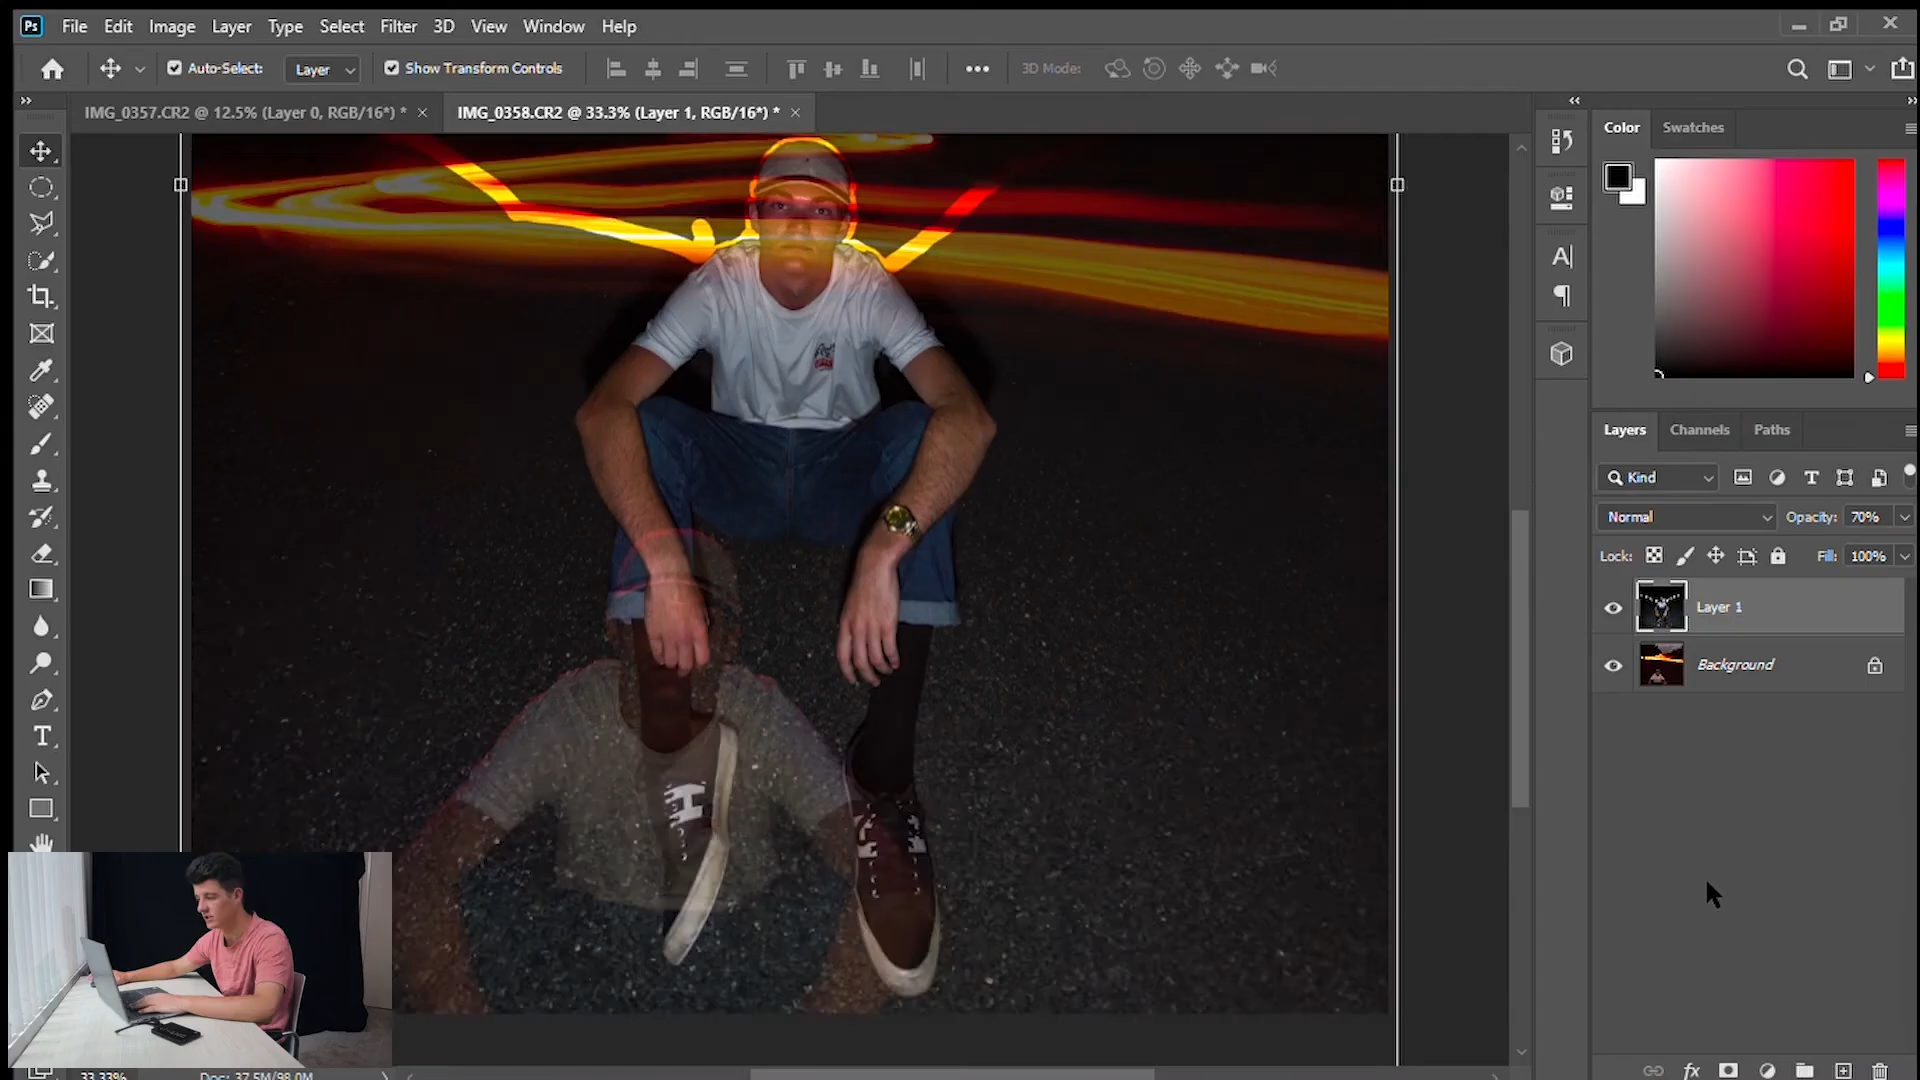 Ps File Edit Image Layer Type Select Filter 3D View Window Help
Auto-Select: Layer Show Transform Controls 3D Mode:
IMG_0357.CR2 @ 12.5% (Layer 0, RGB/16*) * IMG_0358.CR2 @ 33.3% (Layer 1, RGB/16*) *
Color Swatches
Layers Channels Paths
Kind
Normal Opacity: 70%
Lock: Fill: 100%
Layer 1
Background
fx
33.33% Doc: 37.5M/98.0M